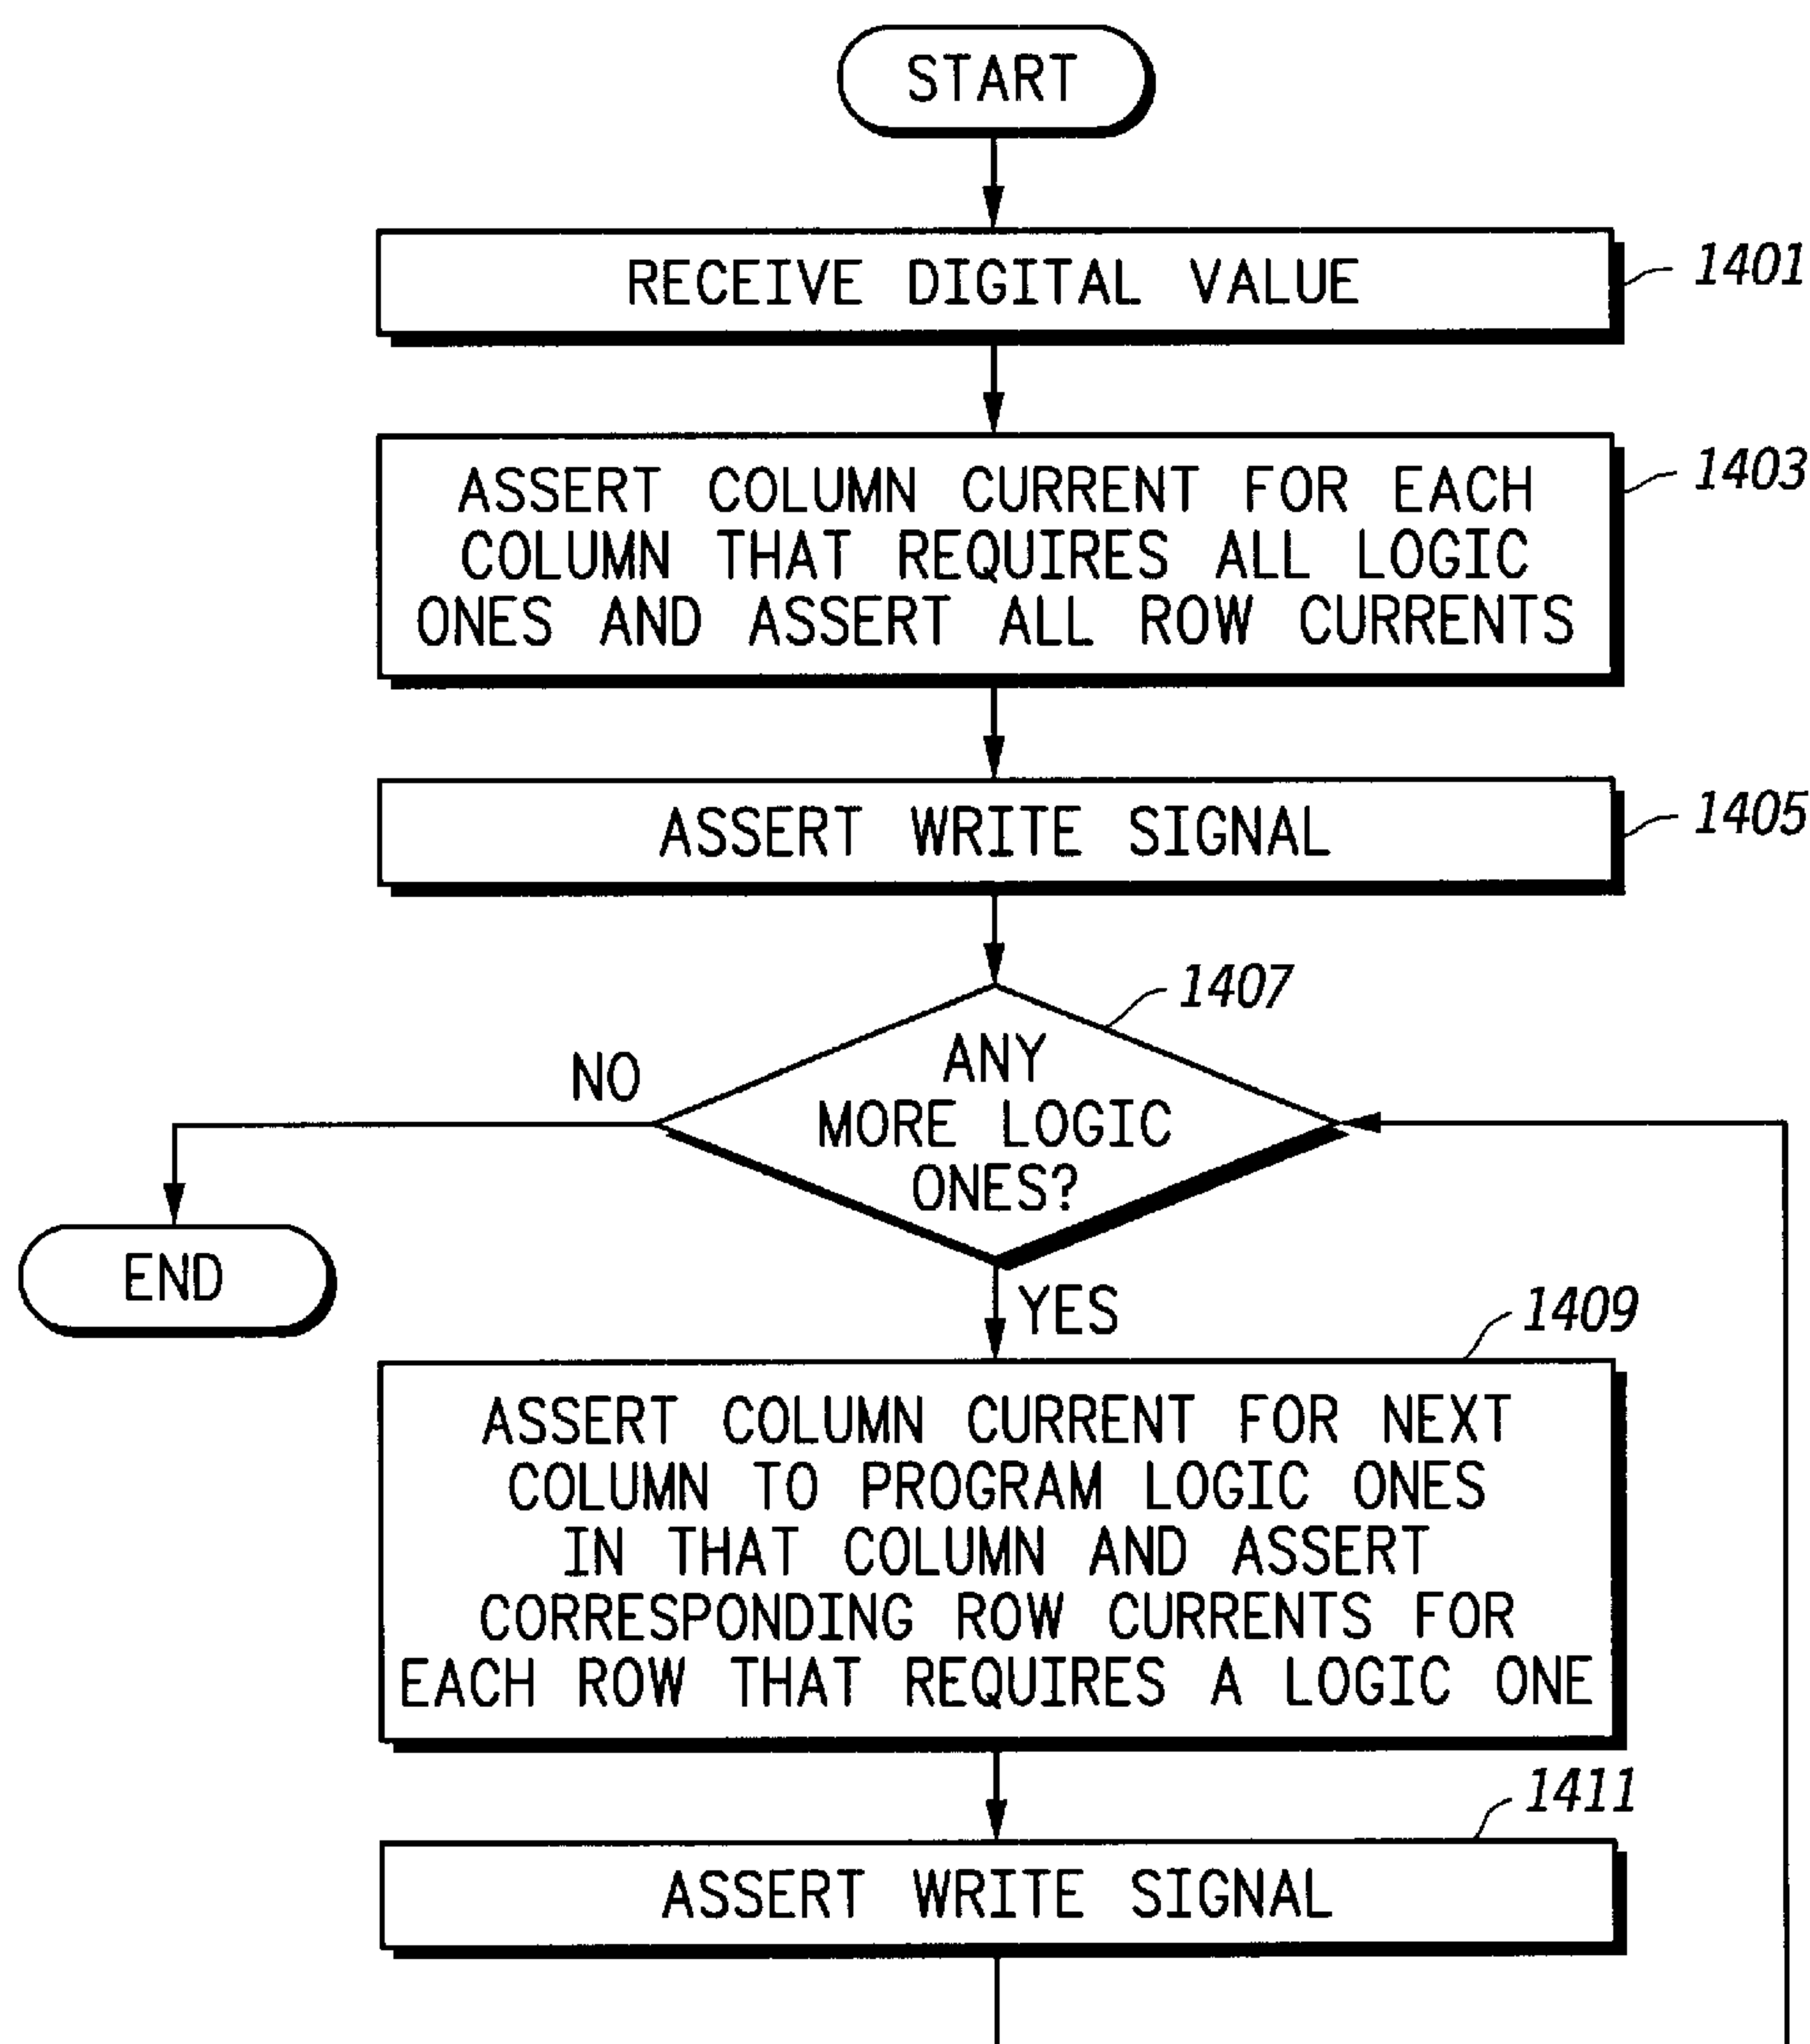 START
RECEIVE DIGITAL VALUE
1401
ASSERT COLUMN CURRENT FOR EACH
COLUMN THAT REQUIRES ALL LOGIC
ONES AND ASSERT ALL ROW CURRENTS
1403
ASSERT WRITE SIGNAL
1405
1407
ANY
MORE LOGIC
ONES?
NO
END
YES
1409
ASSERT COLUMN CURRENT FOR NEXT
COLUMN TO PROGRAM LOGIC ONES
IN THAT COLUMN AND ASSERT
CORRESPONDING ROW CURRENTS FOR
EACH ROW THAT REQUIRES A LOGIC ONE
1411
ASSERT WRITE SIGNAL